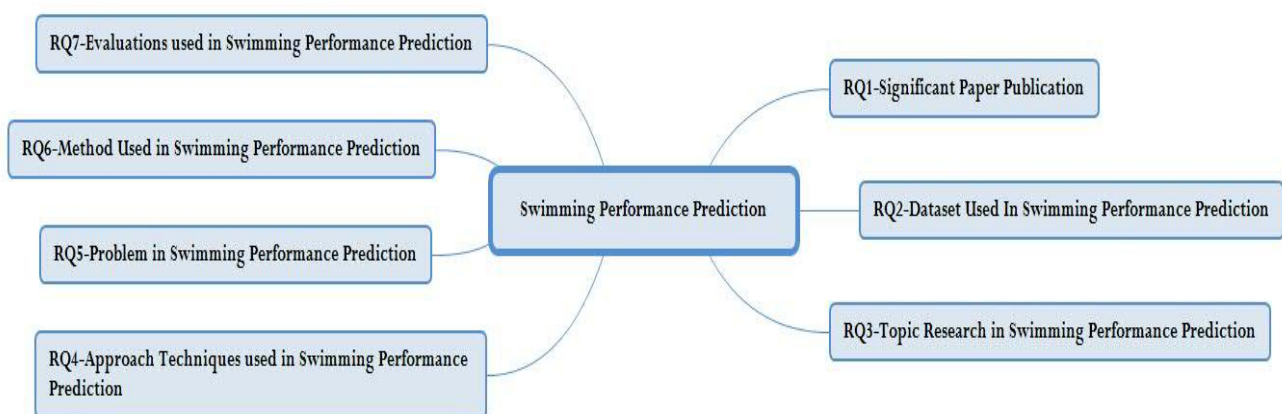 RQ7-Evaluations used in Swimming Performance Prediction
RQ1-Significant Paper Publication
RQ6-Method Used in Swimming Performance Prediction
Swimming Performance Prediction
RQ2-Dataset Used In Swimming Performance Prediction
RQ5-Problem in Swimming Performance Prediction
RQ3-Topic Research in Swimming Performance Prediction
RQ4-Approach Techniques used in Swimming Performance
Prediction